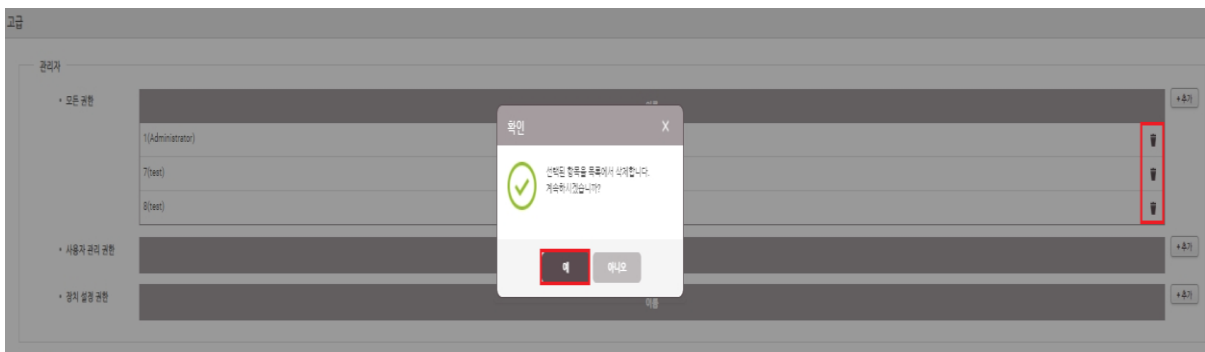 고급
관리자
• 모든 권한
+ 추가
확인
X
선택된 항목을 목록에서 삭제합니다.
계속하시겠습니까?
예
아니오
1(Administrator)
7(test)
8(test)
• 사용자 관리 권한
+ 추가
• 장치 설정 권한
이름
+ 추가